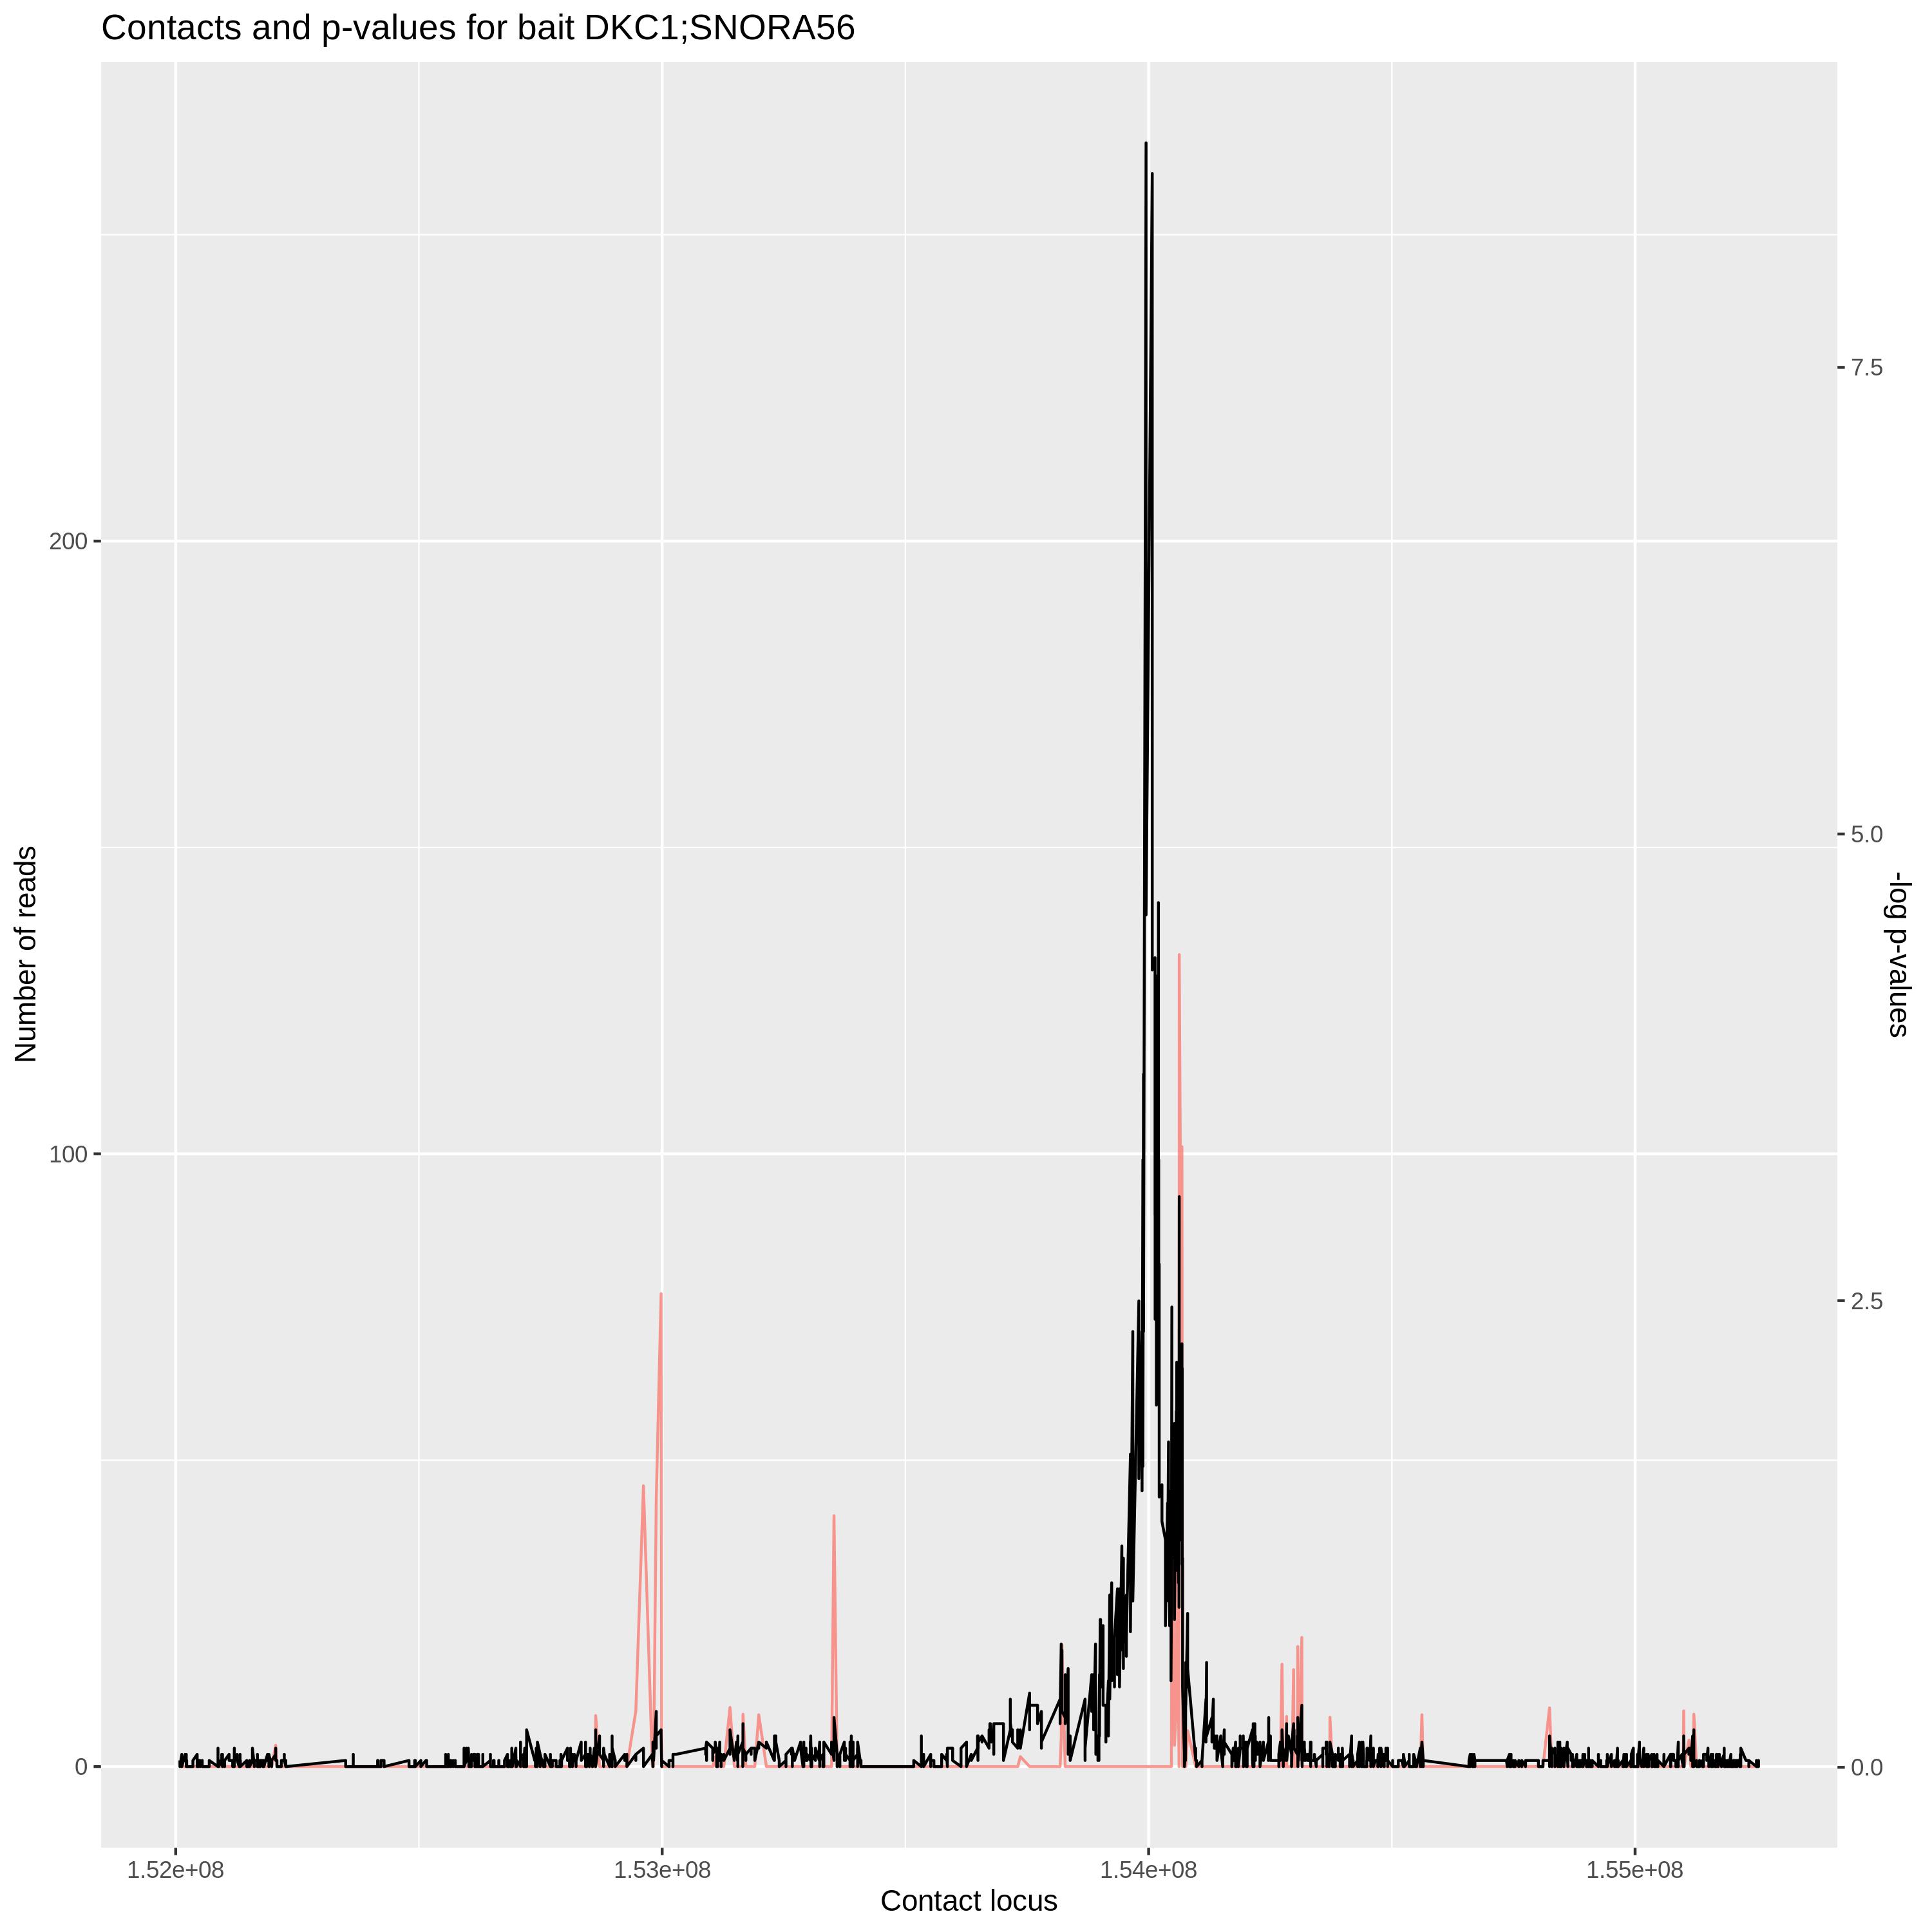 Contacts and p-values for bait DKC1;SNORA56
200
100
0
Number of reads
7.5
5.0
2.5
0.0
-log p-values
1.52e+08
1.53e+08
1.54e+08
1.55e+08
Contact locus